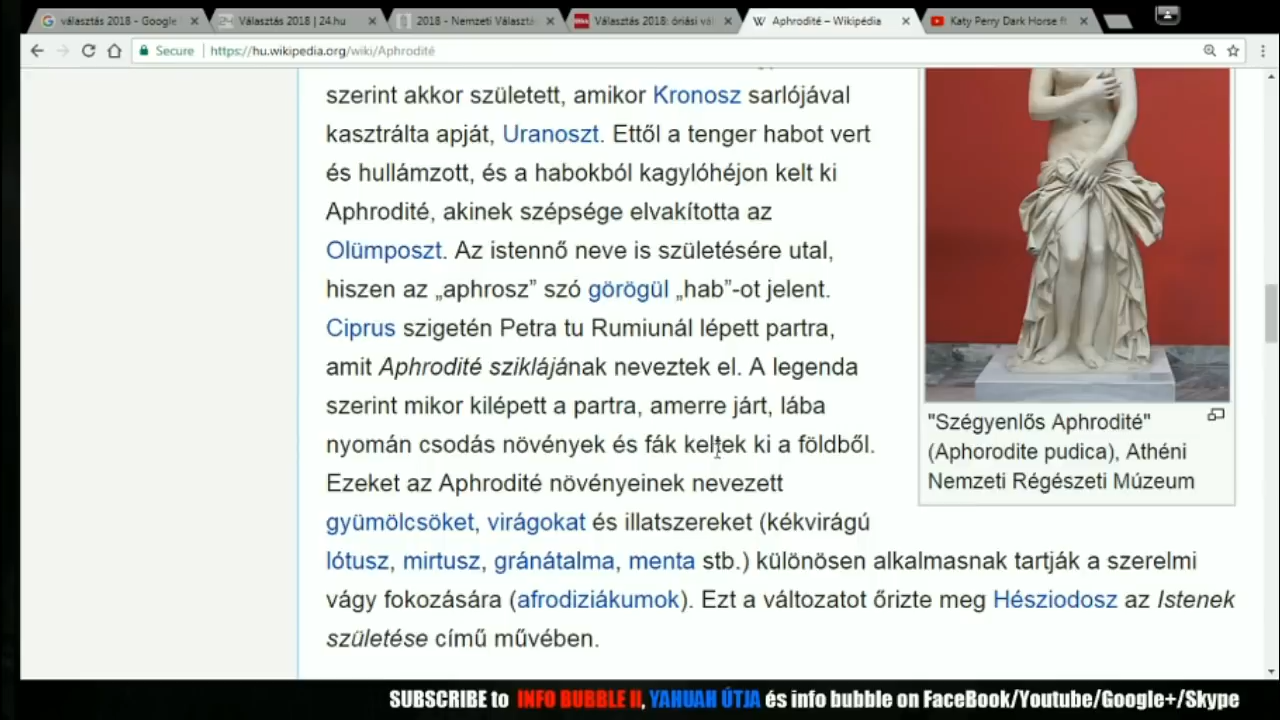 választás 2018 - Google
Választás 2018 | 24.hu
2018 - Nemzeti Választá
Választás 2018: óriási vá
Aphrodité – Wikipédia
Katy Perry Dark Horse ft
Secure
https://hu.wikipedia.org/wiki/Aphrodité
szerint akkor született, amikor Kronosz sarlójával
kasztrálta apját, Uranoszt. Ettől a tenger habot vert
és hullámzott, és a habokból kagylóhéjon kelt ki
Aphrodité, akinek szépsége elvakította az
Olümposzt. Az istennő neve is születésére utal,
hiszen az „aphrosz” szó görögül „hab”-ot jelent.
Ciprus szigetén Petra tu Rumiunál lépett partra,
amit Aphrodité sziklájának neveztek el. A legenda
szerint mikor kilépett a partra, amerre járt, lába
nyomán csodás növények és fák keltek ki a földből.
Ezeket az Aphrodité növényeinek nevezett
gyümölcsöket, virágokat és illatszereket (kékvirágú
lótusz, mirtusz, gránátalma, menta stb.) különösen alkalmasnak tartják a szerelmi
vágy fokozására (afrodiziákumok). Ezt a változatot őrizte meg Hésziodosz az Istenek
születése című művében.
"Szégyenlős Aphrodité"
(Aphorodite pudica), Athéni
Nemzeti Régészeti Múzeum
SUBSCRIBE to INFO BUBBLE II, YAHUAH ÚTJA és info bubble on FaceBook/Youtube/Google+/Skype